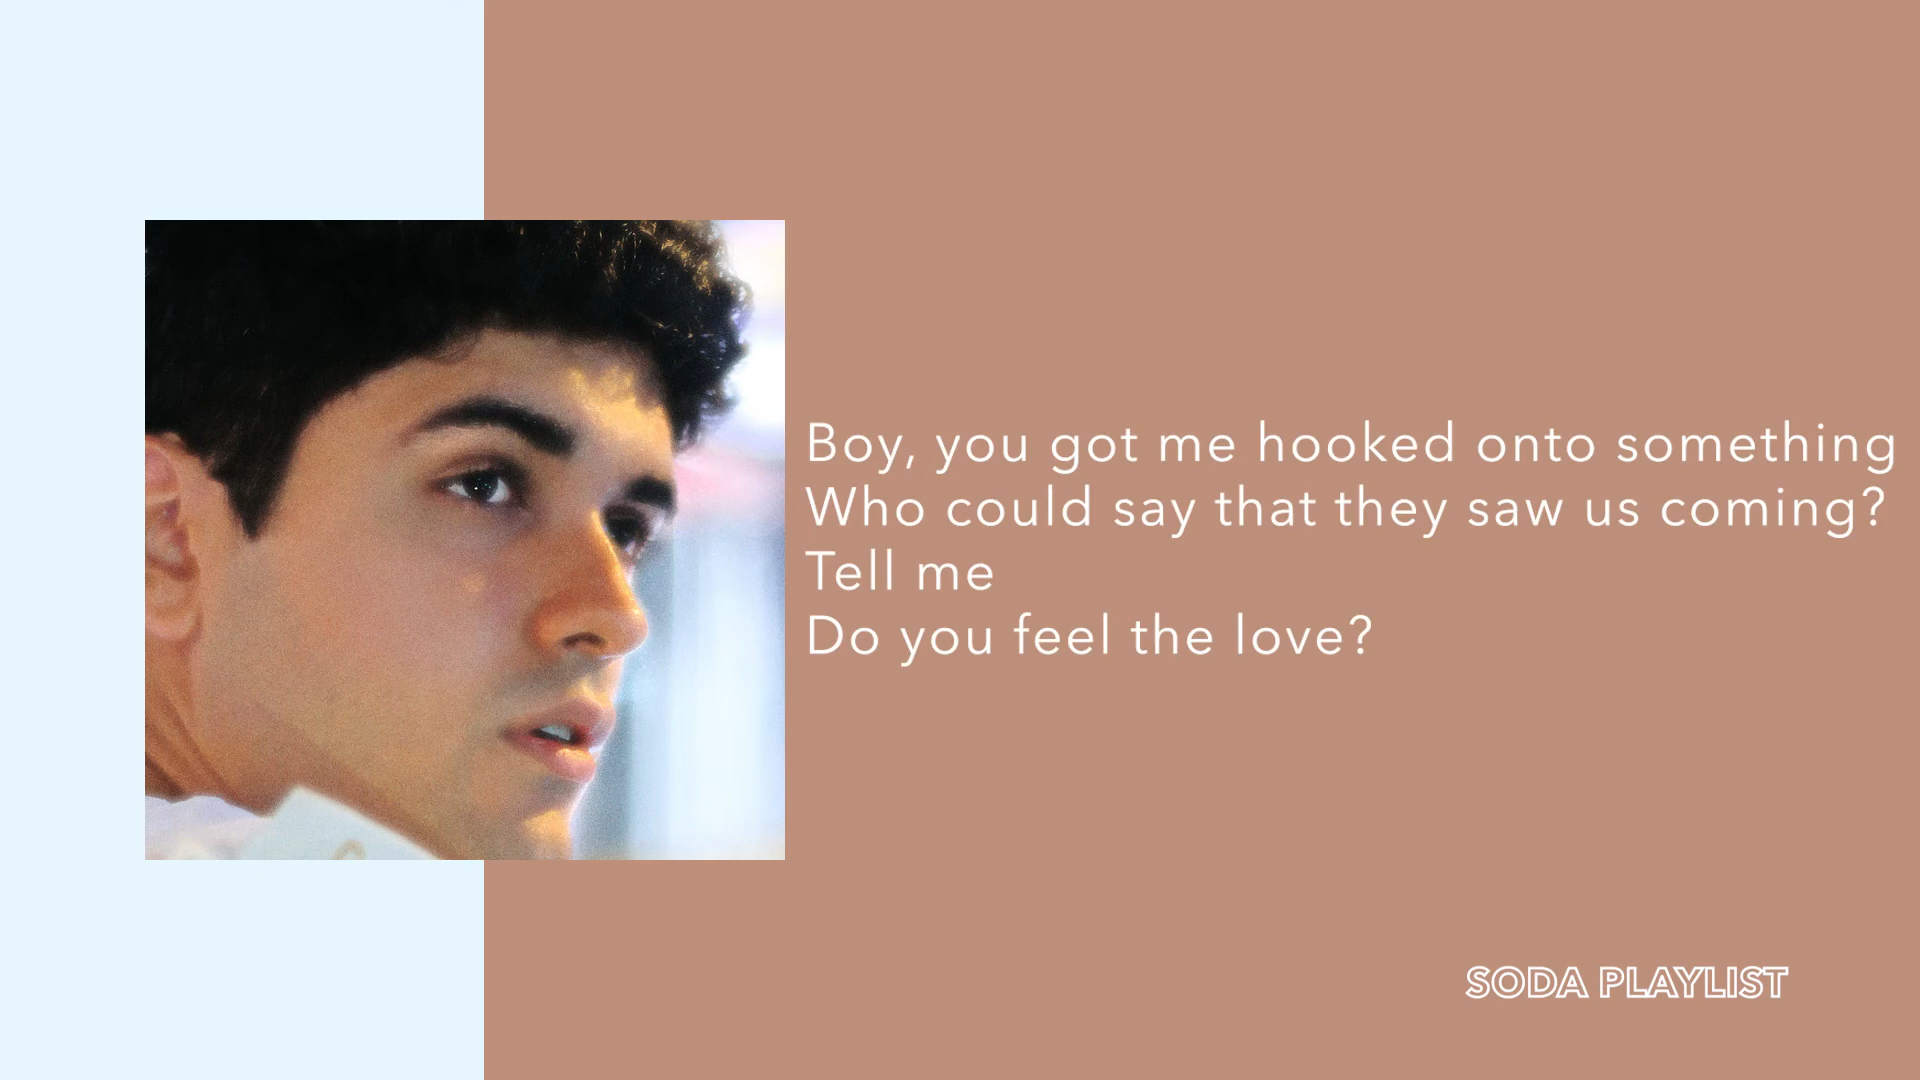 Boy, you got me hooked onto something
Who could say that they saw us coming?
Tell me
Do you feel the love?
SODA PLAYLIST